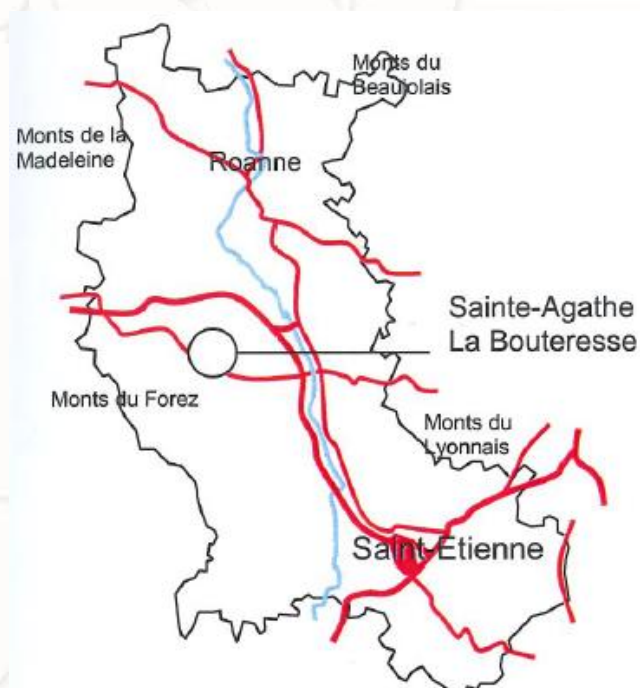 Monts du
Beaujolais
Monts de la
Madeleine
Roanne
Sainte-Agathe
La Bouteresse
Monts du Forez
Monts du
Lyonnais
Saint-Etienne